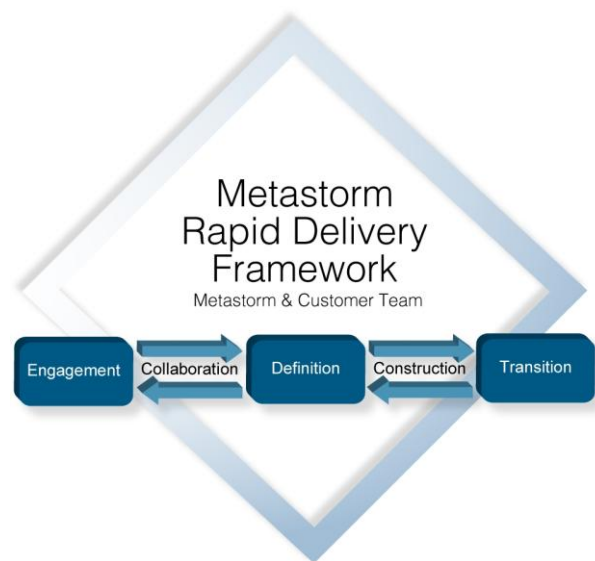 Metastorm
Rapid Delivery
Framework
Metastorm & Customer Team
Engagement
Collaboration
Definition
Construction
Transition